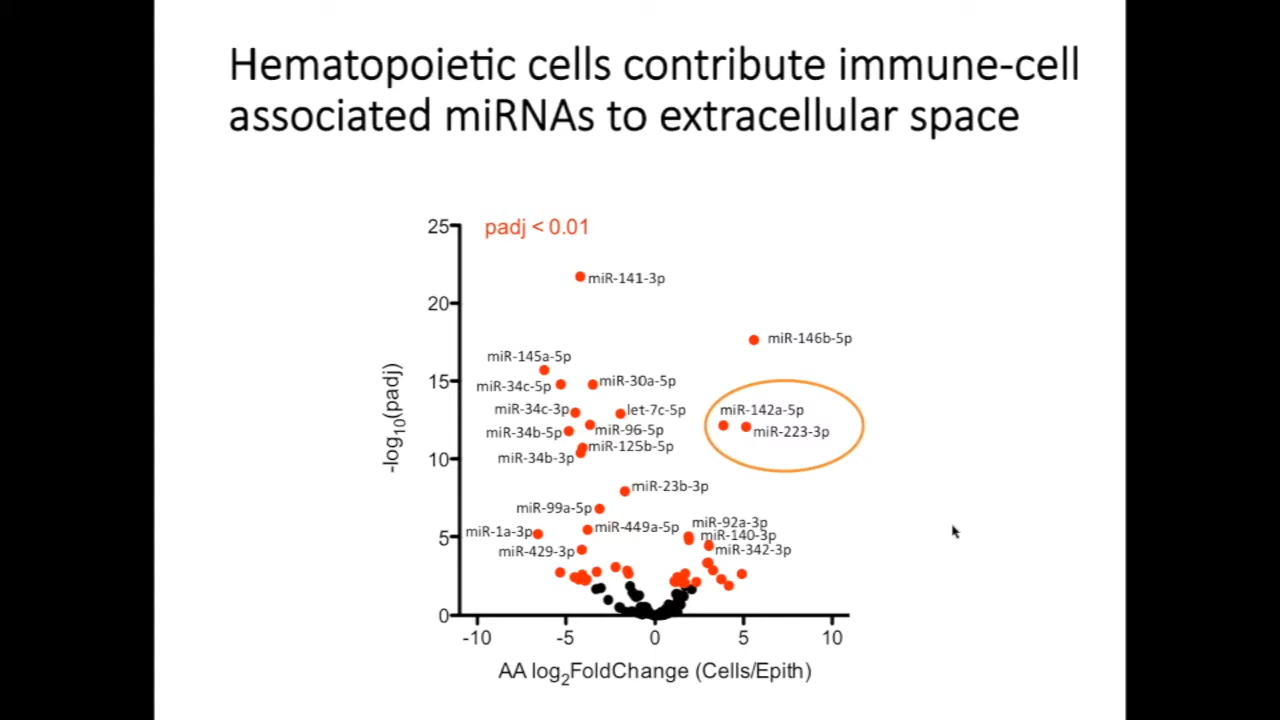 Hematopoietic cells contribute immune-cell
associated miRNAs to extracellular space
25
padj < 0.01
miR-141-3p
20
miR-146b-5p
miR-145a-5p
15
miR-34c-5p
miR-30a-5p
miR-34c-3p
let-7c-5p
miR-142a-5p
miR-34b-5p
miR-96-5p
miR-223-3p
miR-125b-5p
10
miR-34b-3p
miR-23b-3p
miR-99a-5p
miR-92a-3p
miR-1a-3p
miR-449a-5p
miR-140-3p
5
miR-429-3p
miR-342-3p
0
-log10(padj)
-10 -5 0 5 10
AA log2FoldChange (Cells/Epith)